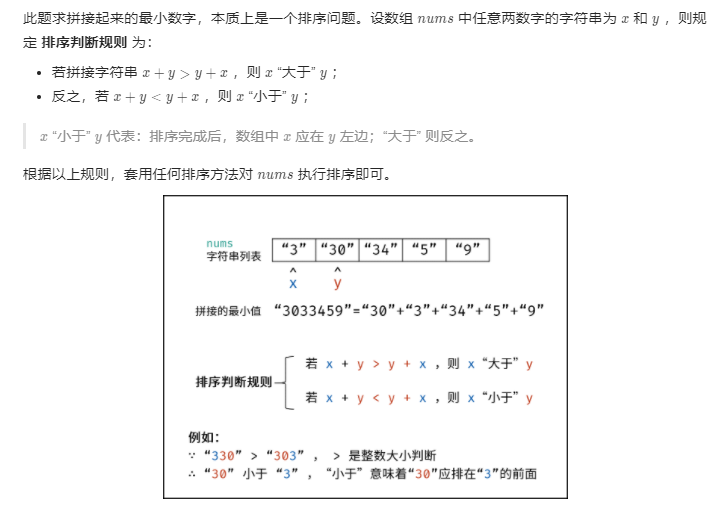 此题求拼接起来的最小数字，本质上是一个排序问题。设数组 nums 中任意两数字的字符串为 x 和 y ，则规
定 排序判断规则 为：
• 若拼接字符串 x + y > y + x ，则 x “大于” y ；
• 反之，若 x + y < y + x ，则 x “小于” y ；
x “小于” y 代表：排序完成后，数组中 x 应在 y 左边；“大于” 则反之。
根据以上规则，套用任何排序方法对 nums 执行排序即可。
nums
字符串列表
“3” “30” “34” “5” “9”
^ ^
x y
拼接的最小值 “3033459”=“30”+“3”+“34”+“5”+“9”
排序判断规则
若 x + y > y + x ，则 x “大于” y
若 x + y < y + x ，则 x “小于” y
例如：
∵ “330” > “303” ， > 是整数大小判断
∴ “30” 小于 “3” ， “小于” 意味着“30”应排在“3”的前面